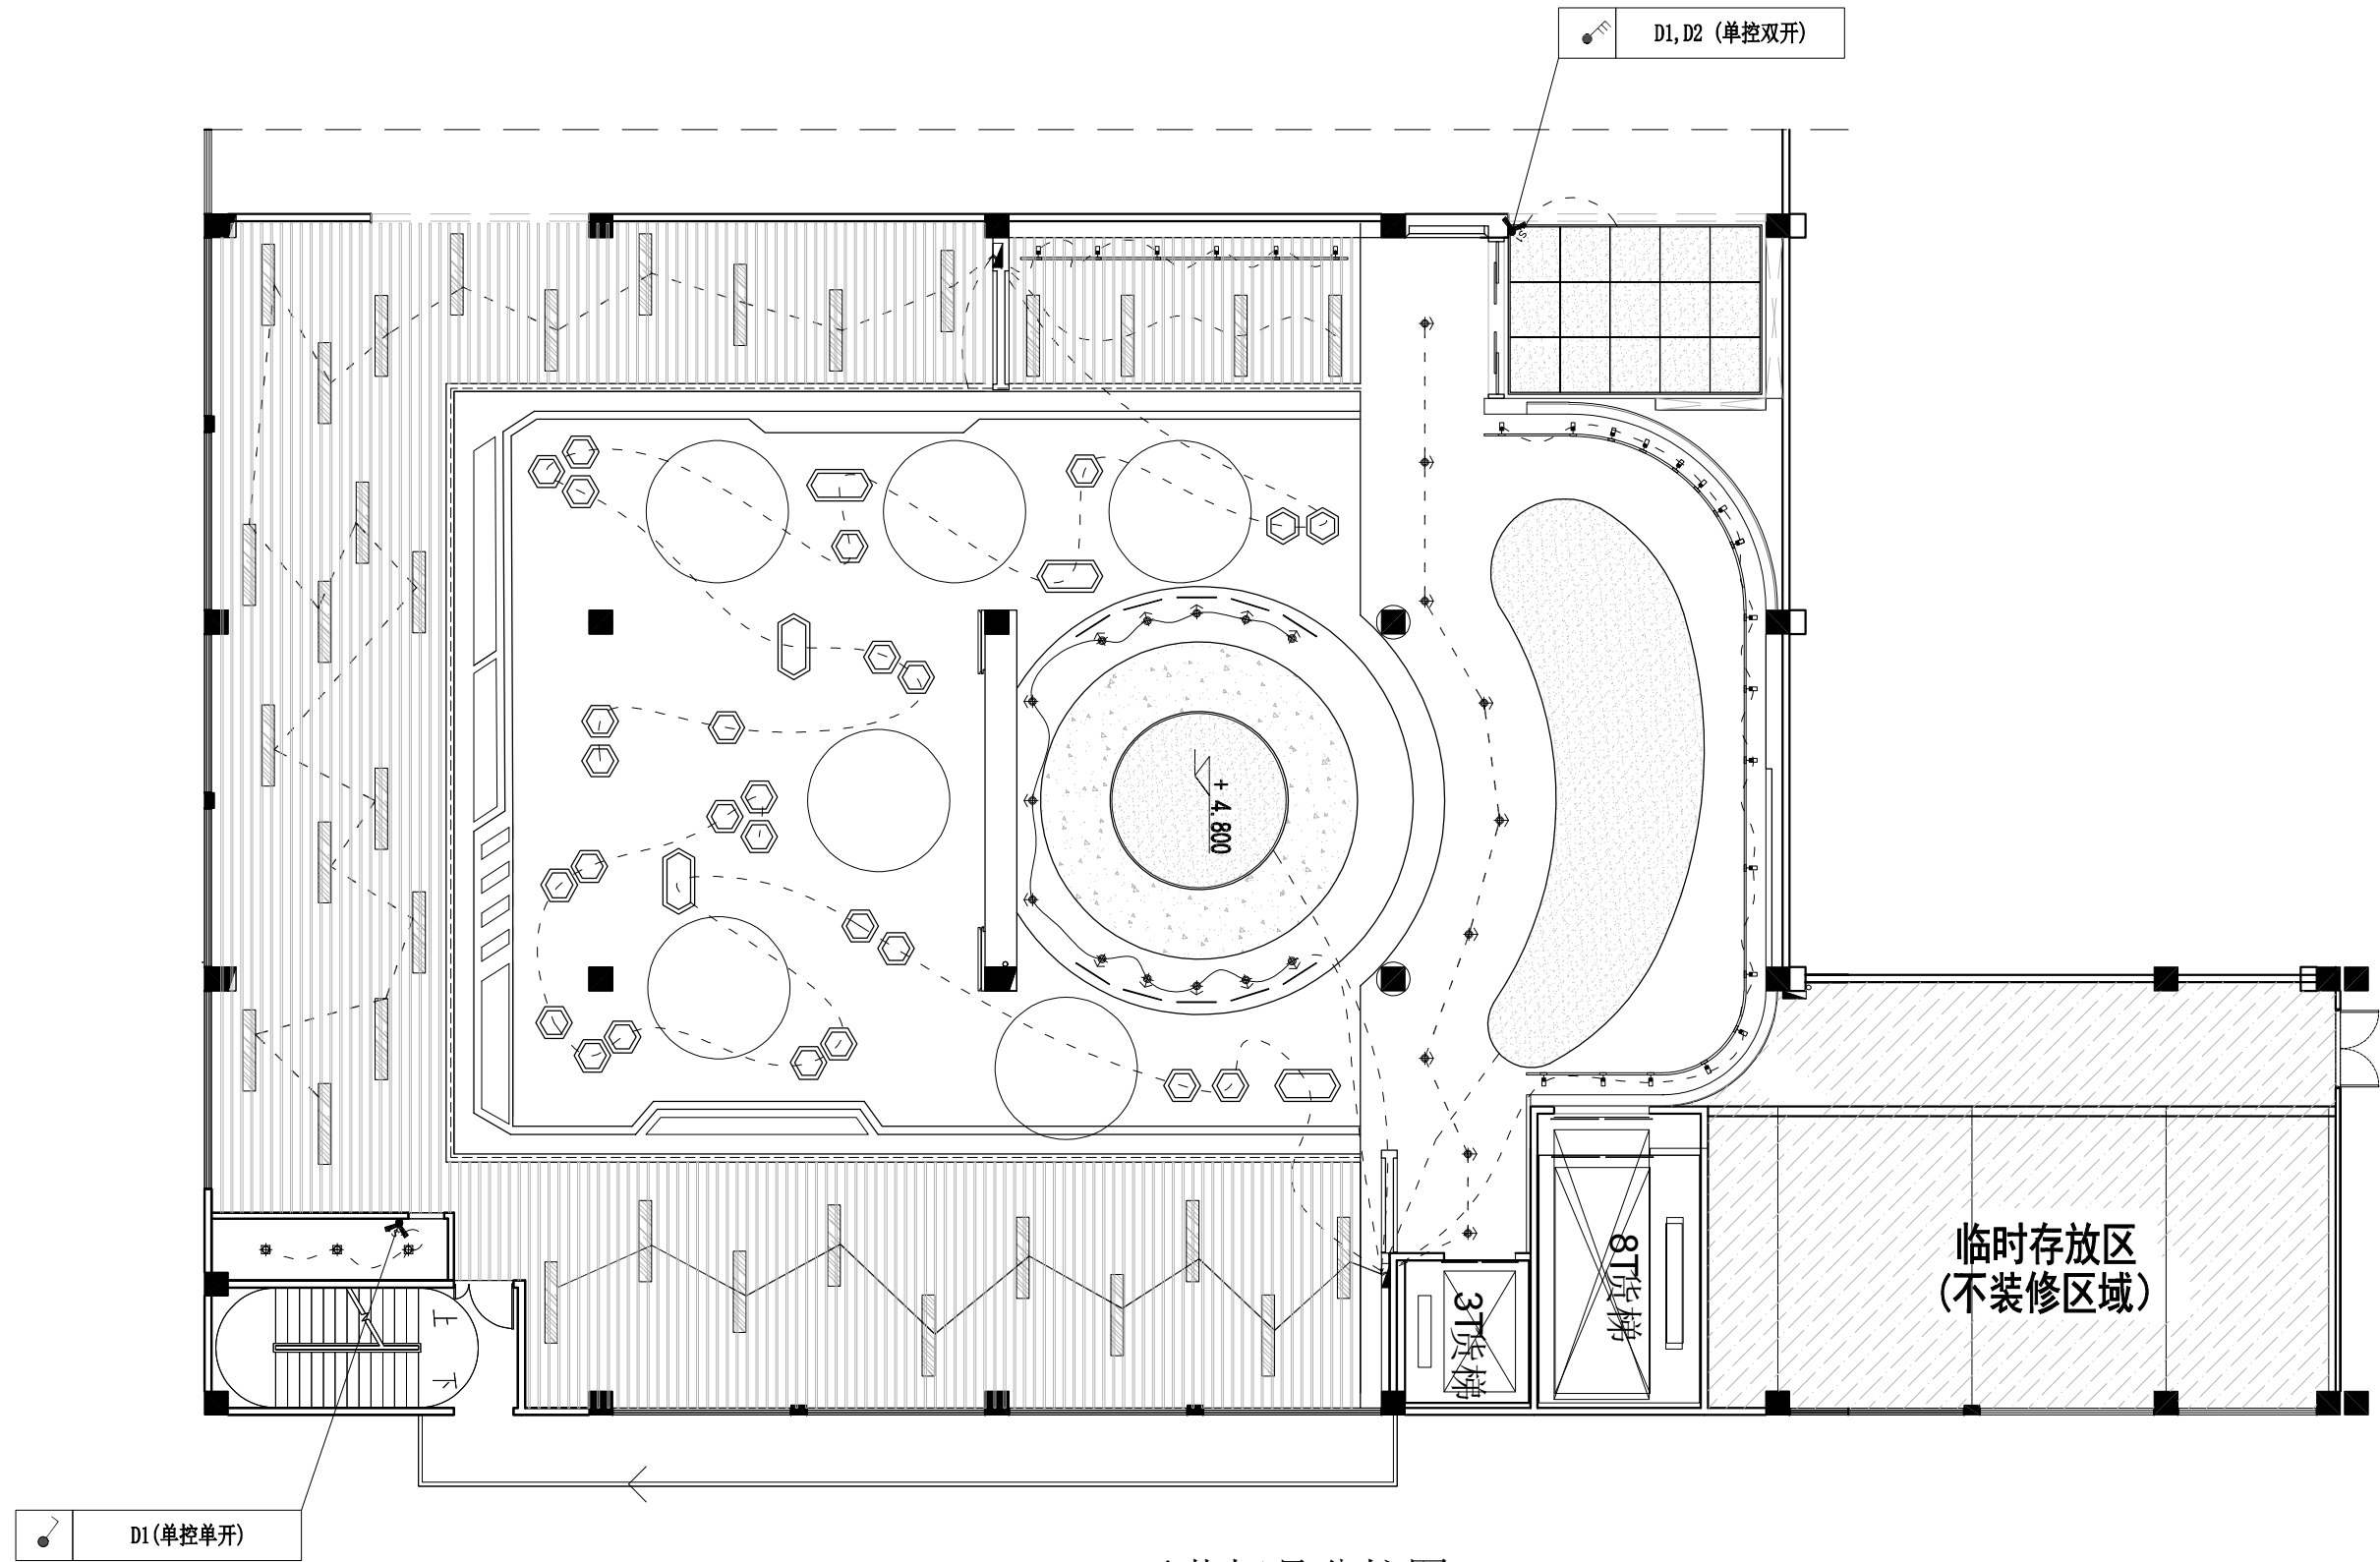 D1,D2 (单控双开)
S1
+ 4.800
临时存放区
(不装修区域)
8T货梯
3T货梯
上
下
D1(单控单开)